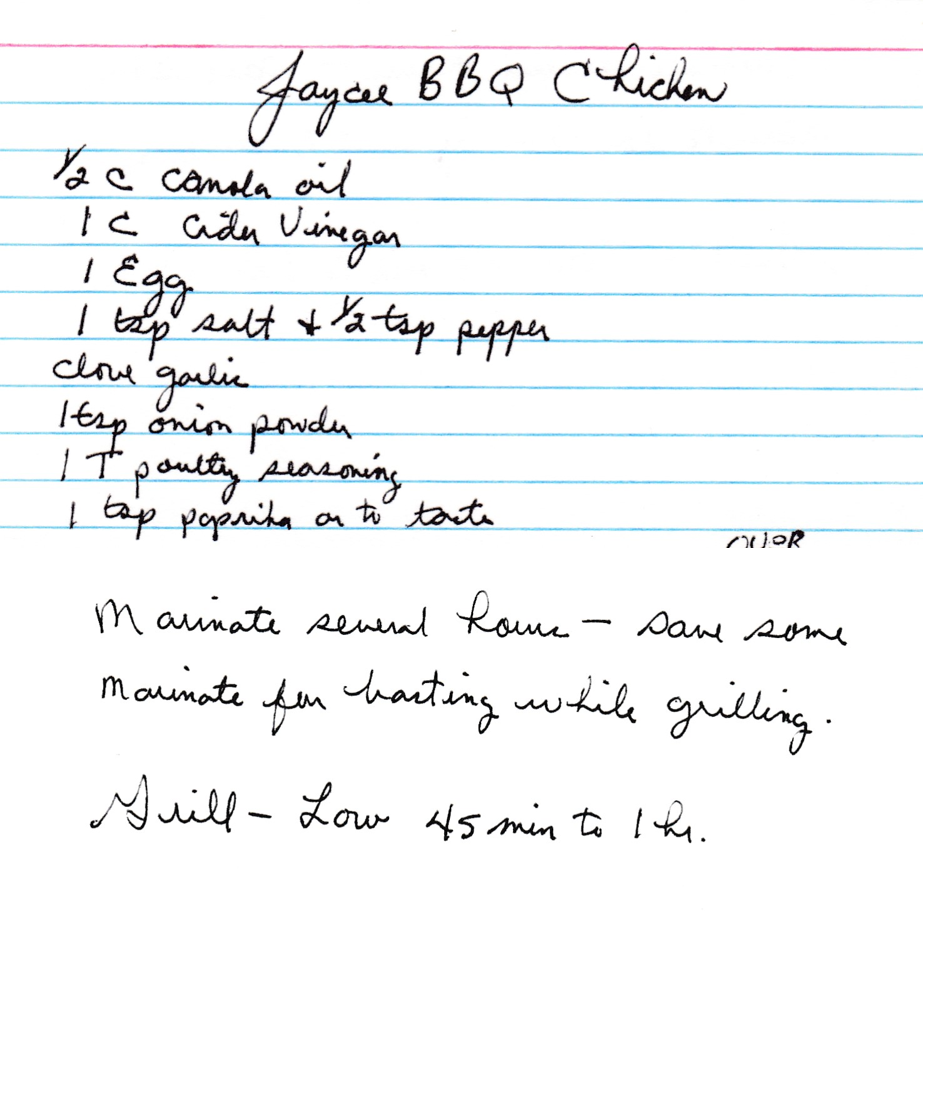 Jaycee BBQ Chicken
1/2 C Canola oil
1 C Cider Vinegar
1 Egg
1 tsp salt & 1/2 tsp pepper
clove garlic
1 tsp onion powder
1 T poultry seasoning
1 tsp paprika or to taste
OVER
Marinate several hours – save some
marinate for basting while grilling.
Grill – Low 45 min to 1 hr.